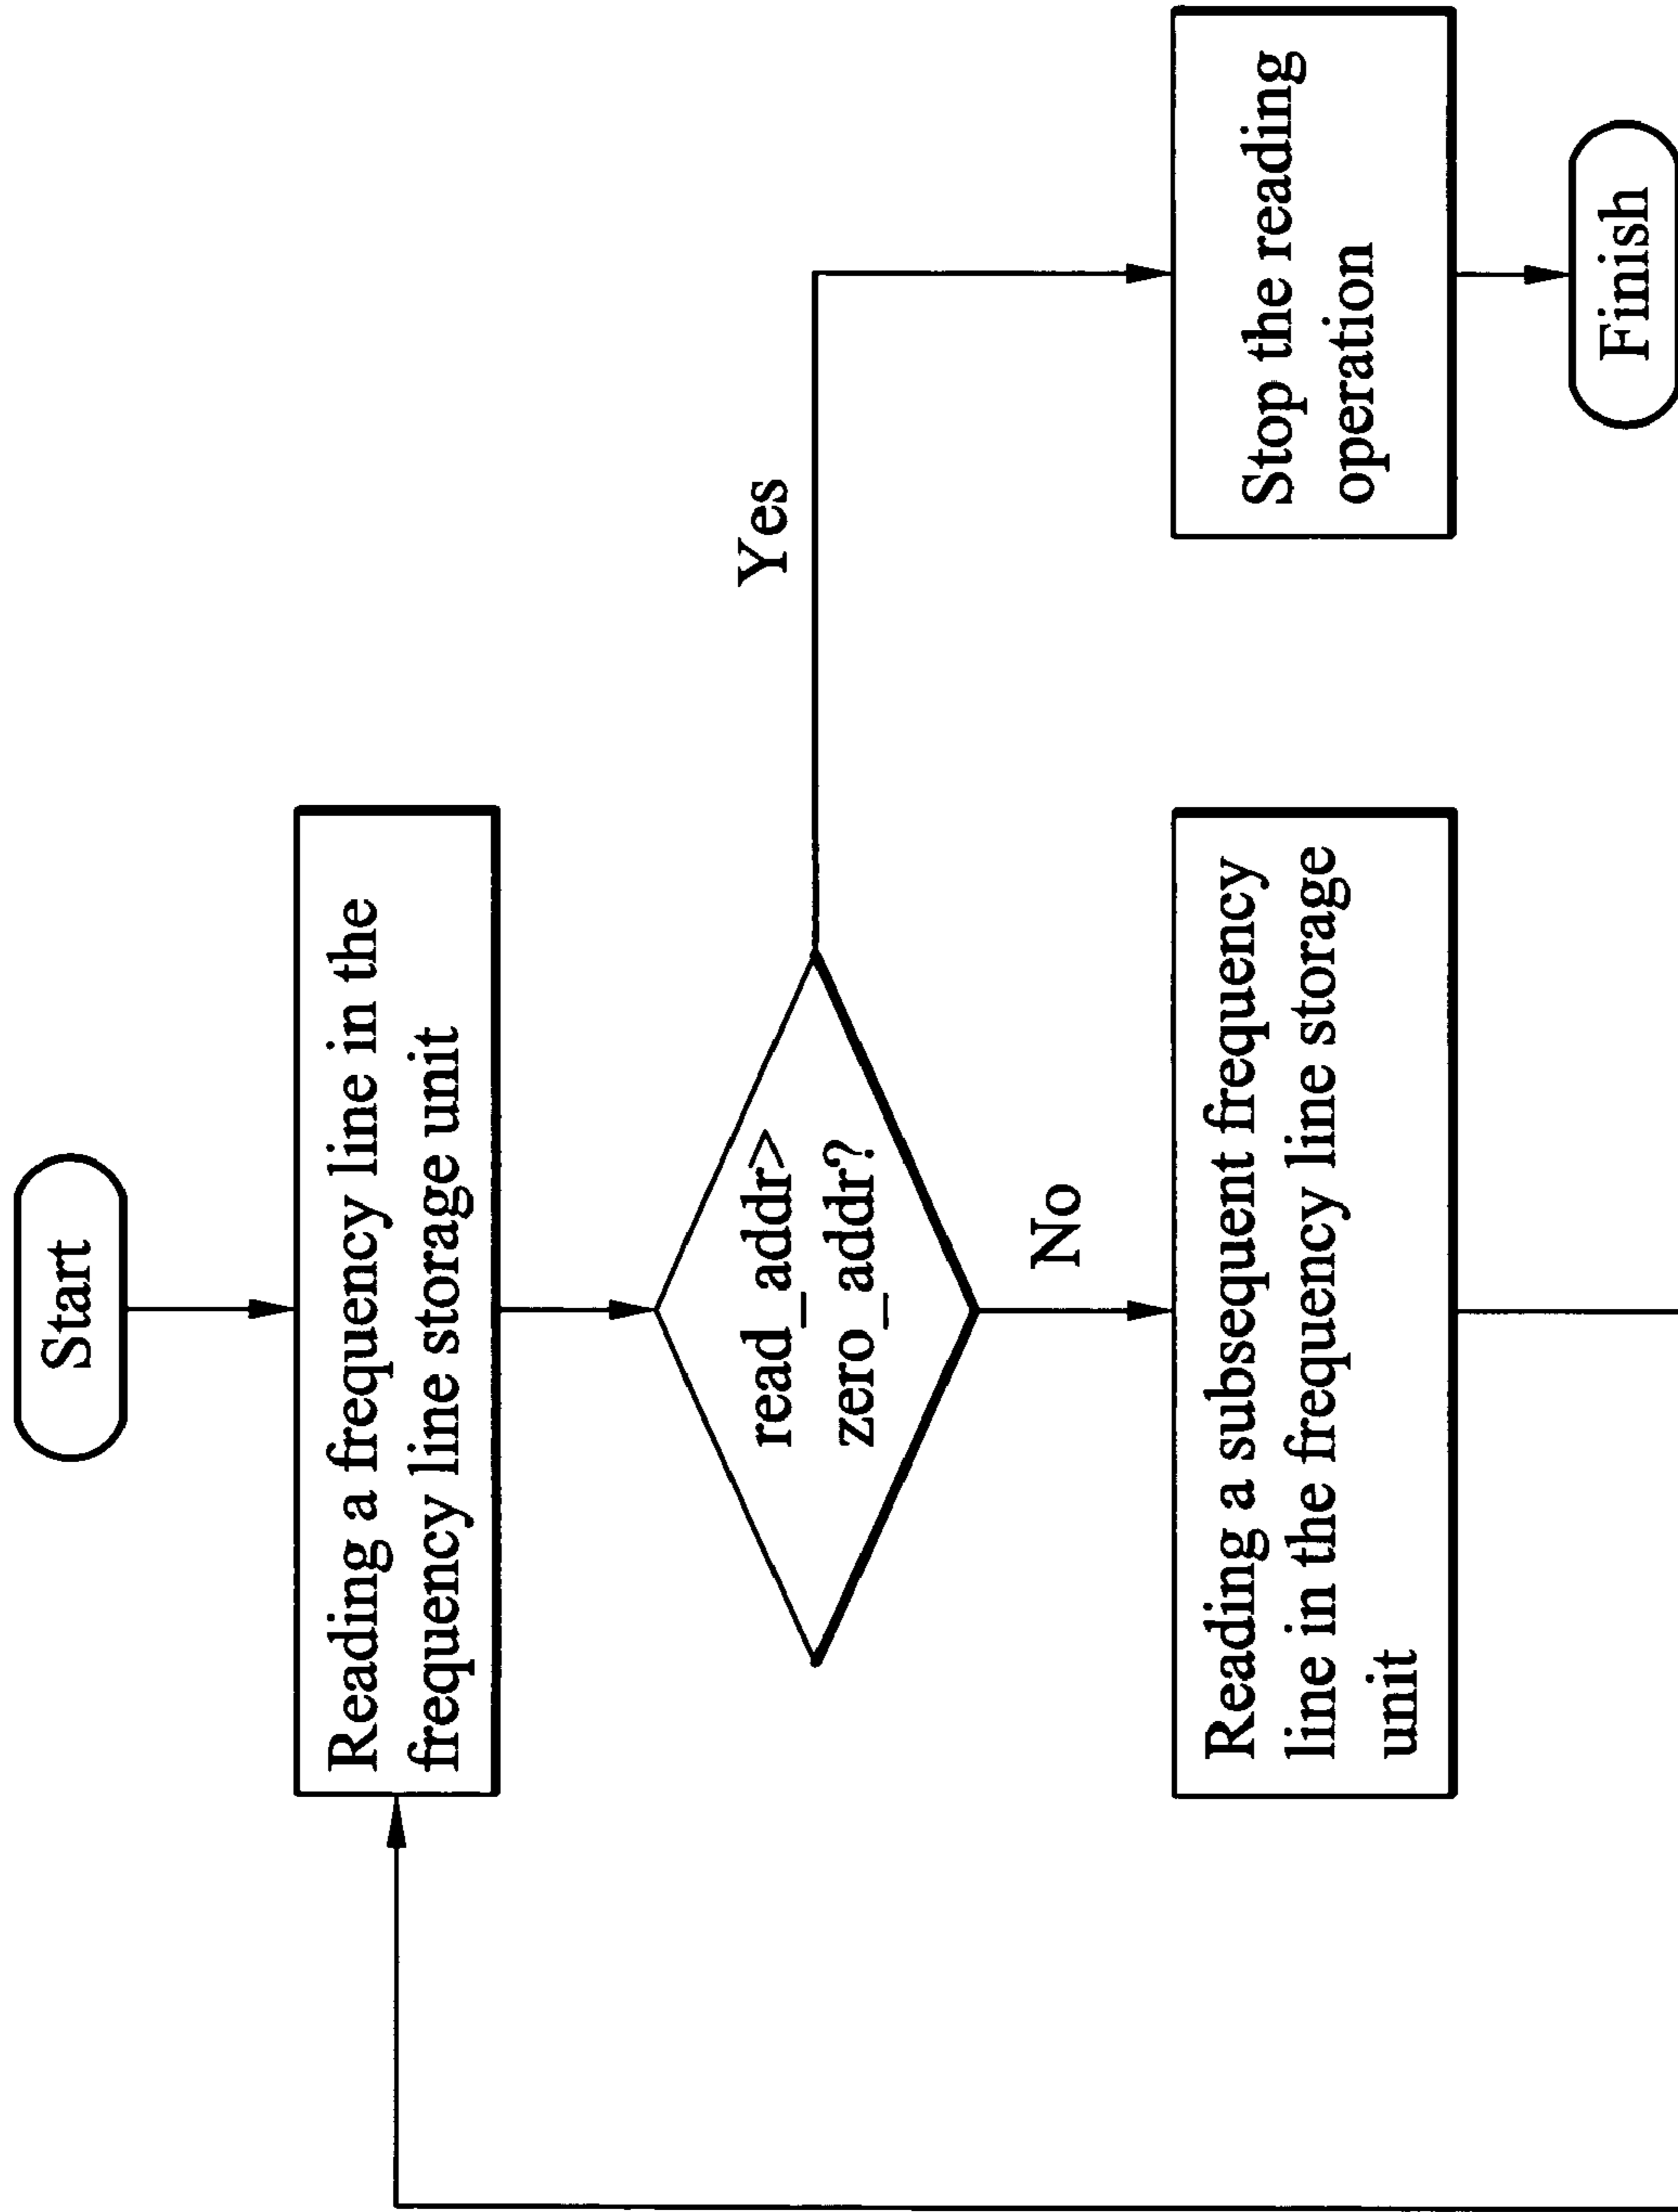 Start
Reading a frequency line in the
frequency line storage unit
read_addr>
zero_addr?
Yes
No
Reading a subsequent frequency
line in the frequency line storage
unit
Stop the reading
operation
Finish